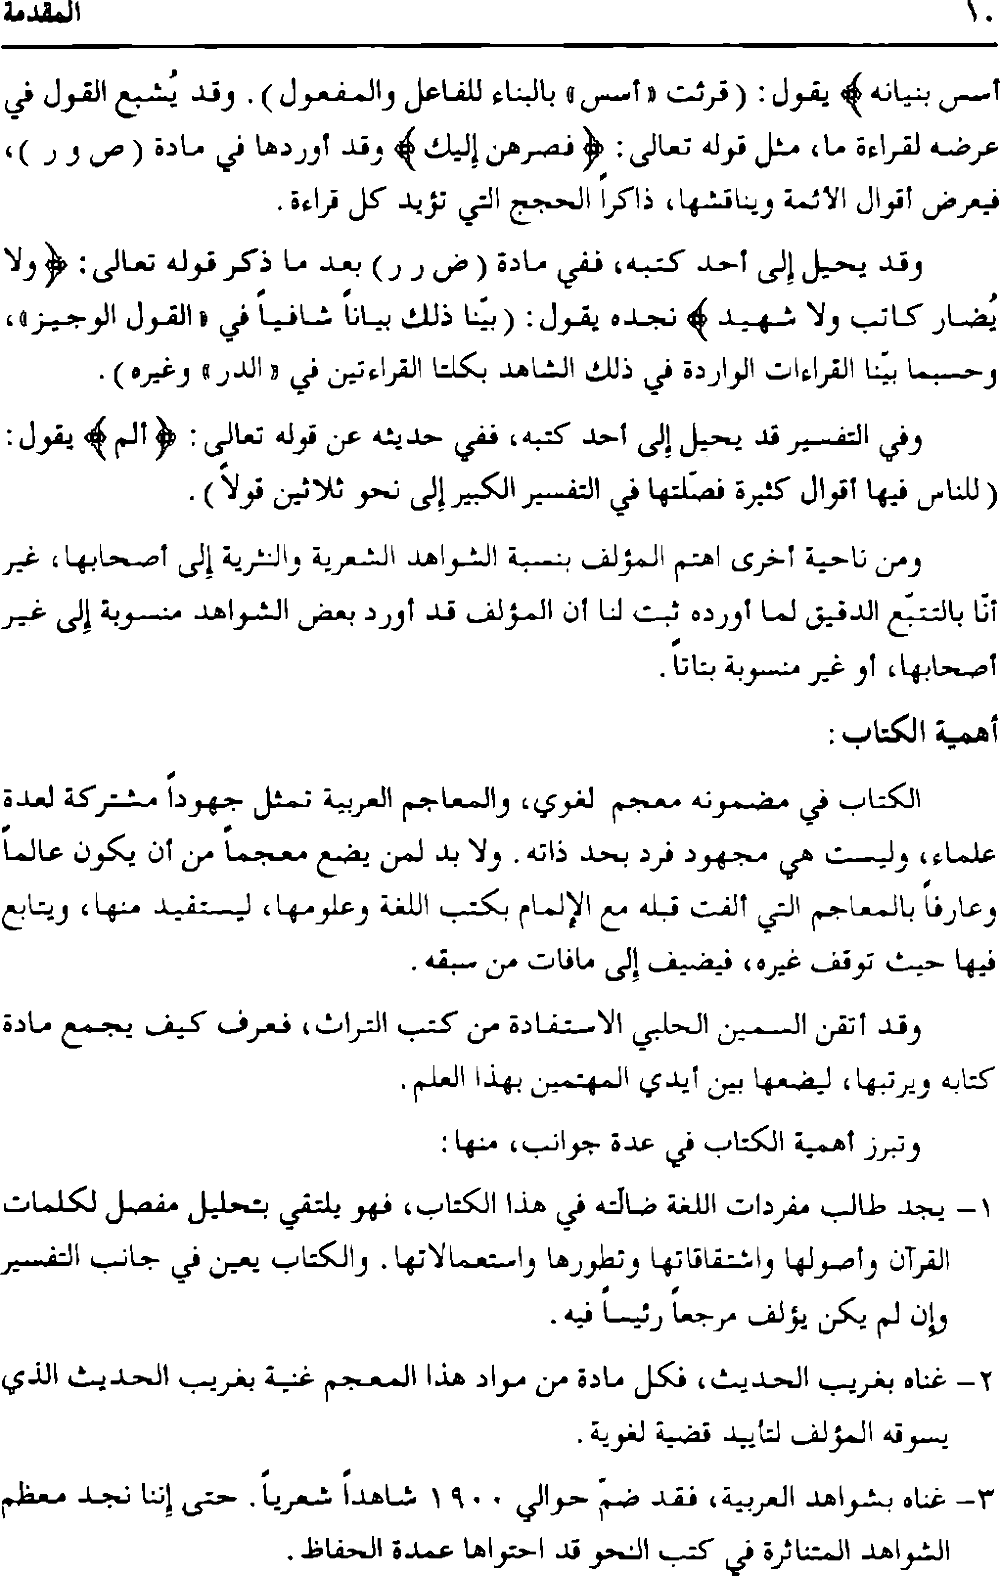 ١٠ المقدمة
أسس بنيانه ﴾ يقول: ( قرئت « أسس » بالبناء للفاعل والمفعول ). وقد يُشبع القول في
عرضه لقراءة ما، مثل قوله تعالى: ﴿ فصرهن إليك ﴾ وقد أوردها في مادة ( ص و ر )،
فيعرض أقوال الأئمة ويناقشها، ذاكراً الحجج التي تؤيد كل قراءة.
وقد يحيل إلى أحد كتبه، ففي مادة ( ض ر ر ) بعد ما ذكر قوله تعالى: ﴿ ولا
يُضار كاتب ولا شهيد ﴾ نجده يقول: ( بيّنا ذلك بياناً شافياً في « القول الوجيز »،
وحسبما بيّنا القراءات الواردة في ذلك الشاهد بكلتا القراءتين في « الدر » وغيره ).
وفي التفسير قد يحيل إلى أحد كتبه، ففي حديثه عن قوله تعالى: ﴿ ألم ﴾ يقول:
( للناس فيها أقوال كثيرة فصّلتها في التفسير الكبير إلى نحو ثلاثين قولاً ).
ومن ناحية أخرى اهتم المؤلف بنسبة الشواهد الشعرية والنثرية إلى أصحابها، غير
أنّا بالتتبّع الدقيق لما أورده ثبت لنا أن المؤلف قد أورد بعض الشواهد منسوبة إلى غير
أصحابها، أو غير منسوبة بتاتاً.
أهمية الكتاب:
الكتاب في مضمونه معجم لغوي، والمعاجم العربية تمثل جهوداً مشتركة لعدة
علماء، وليست هي مجهود فرد بحد ذاته. ولا بد لمن يضع معجماً من أن يكون عالماً
وعارفاً بالمعاجم التي ألفت قبله مع الإلمام بكتب اللغة وعلومها، ليستفيد منها، ويتابع
فيها حيث توقف غيره، فيضيف إلى مافات من سبقه.
وقد أتقن السمين الحلبي الاستفادة من كتب التراث، فعرف كيف يجمع مادة
كتابه ويرتبها، ليضعها بين أيدي المهتمين بهذا العلم.
وتبرز أهمية الكتاب في عدة جوانب، منها:
١- يجد طالب مفردات اللغة ضالّته في هذا الكتاب، فهو يلتقي بتحليل مفصل لكلمات
القرآن وأصولها واشتقاقاتها وتطورها واستعمالاتها. والكتاب يعين في جانب التفسير
وإن لم يكن يؤلف مرجعاً رئيساً فيه.
٢- غناه بغريب الحديث، فكل مادة من مواد هذا المعجم غنية بغريب الحديث الذي
يسوقه المؤلف لتأييد قضية لغوية.
٣- غناه بشواهد العربية، فقد ضمّ حوالي ١٩٠٠ شاهداً شعرياً. حتى إننا نجد معظم
الشواهد المتناثرة في كتب النحو قد احتواها عمدة الحفاظ.